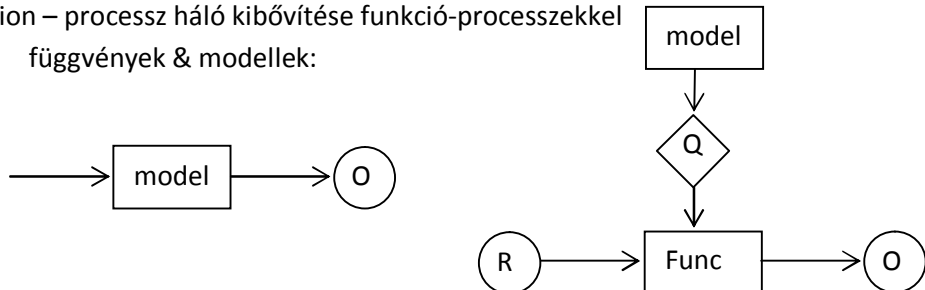 ion – processz háló kibővítése funkció-processzekkel
függvények & modellek:
model
Q
model
O
R
Func
O